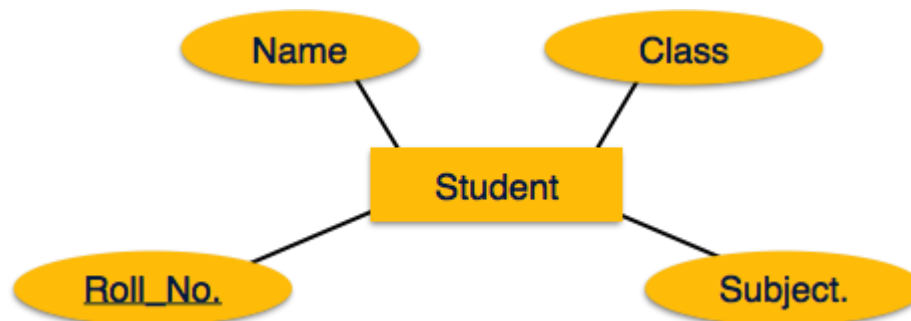 Name
Class
Student
Roll_No.
Subject.